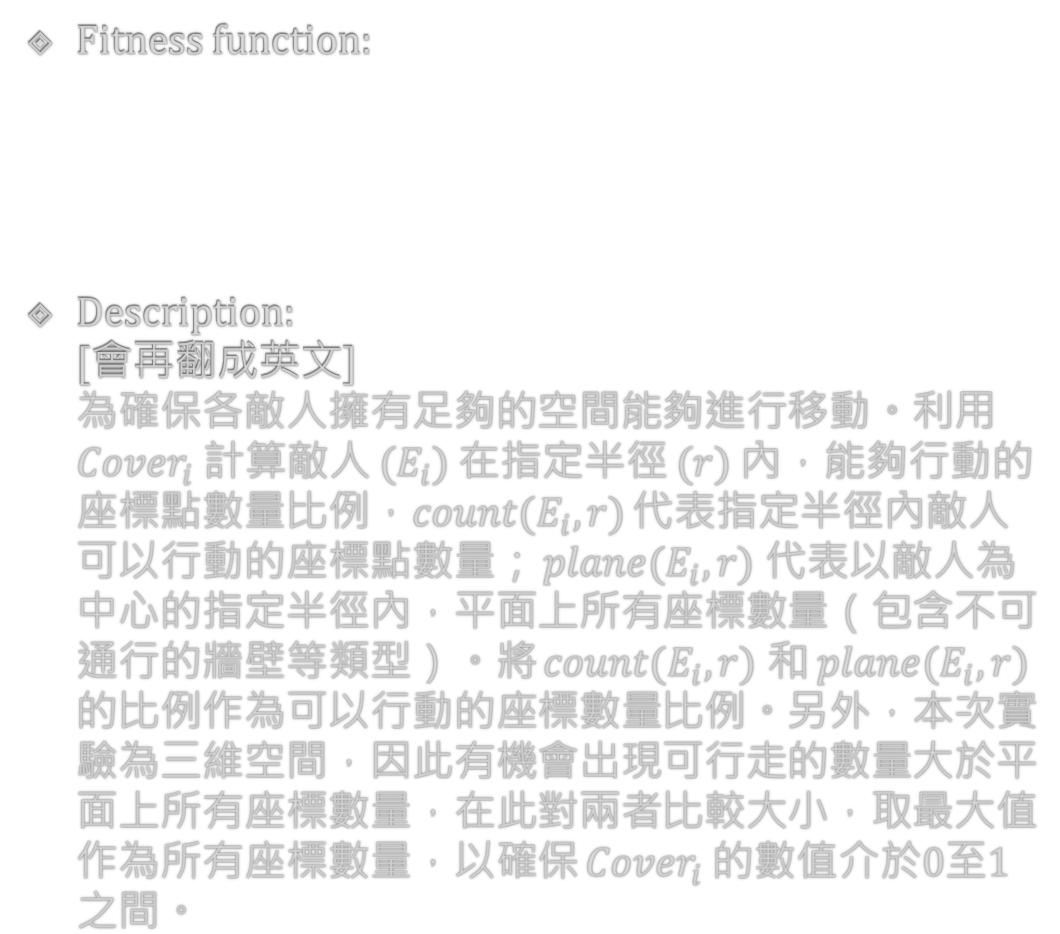 Fitness function:
Description:
[會再翻成英文]
為確保各敵人擁有足夠的空間能夠進行移動。利用
Coverᵢ 計算敵人 (Eᵢ) 在指定半徑 (r) 內，能夠行動的
座標點數量比例，count(Eᵢ, r) 代表指定半徑內敵人
可以行動的座標點數量；plane(Eᵢ, r) 代表以敵人為
中心的指定半徑內，平面上所有座標數量（包含不可
通行的牆壁等類型）。將 count(Eᵢ, r) 和 plane(Eᵢ, r)
的比例作為可以行動的座標數量比例。另外，本次實
驗為三維空間，因此有機會出現可行走的數量大於平
面上所有座標數量，在此對兩者比較大小，取最大值
作為所有座標數量，以確保 Coverᵢ 的數值介於0至1
之間。